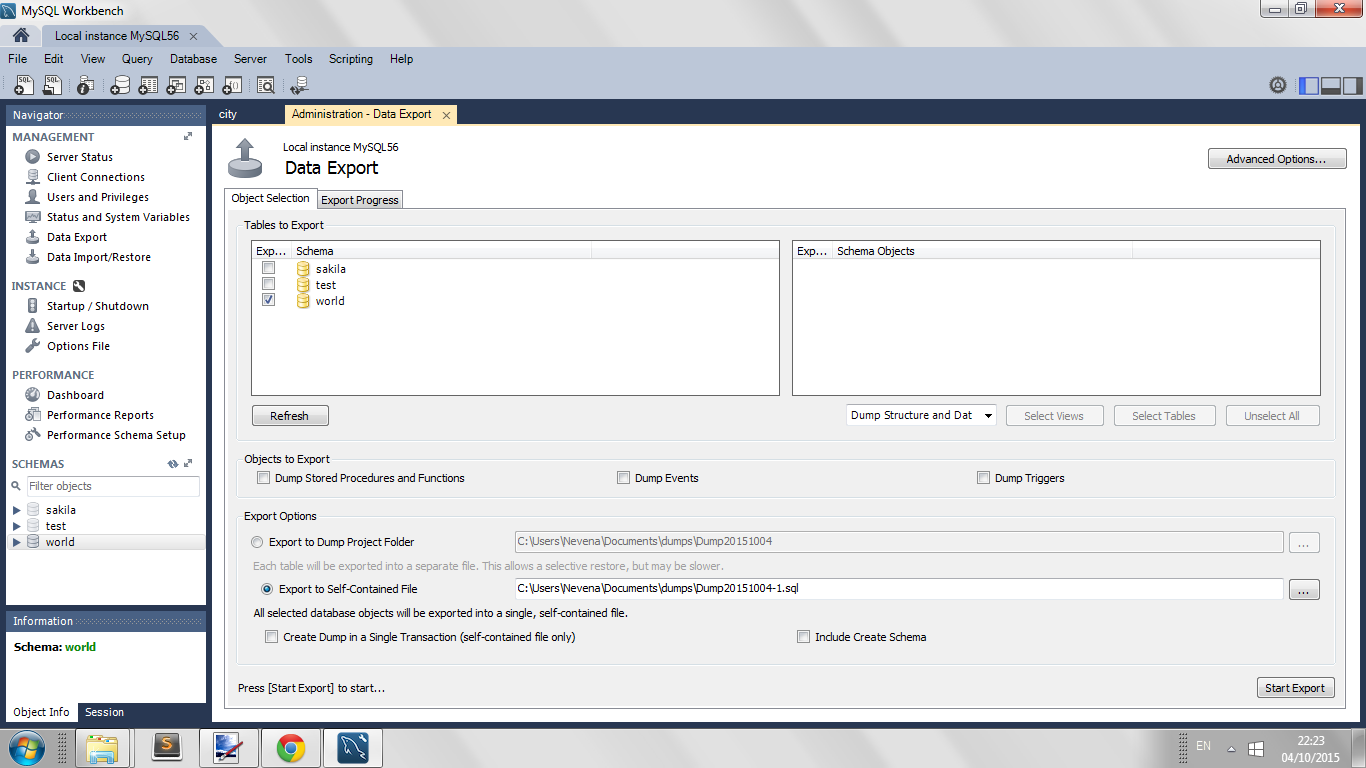 MySQL Workbench
Local instance MySQL56
File Edit View Query Database Server Tools Scripting Help
Navigator
MANAGEMENT
Server Status
Client Connections
Users and Privileges
Status and System Variables
Data Export
Data Import/Restore
INSTANCE
Startup / Shutdown
Server Logs
Options File
PERFORMANCE
Dashboard
Performance Reports
Performance Schema Setup
SCHEMAS
Filter objects
sakila
test
world
Information
Schema: world
Object Info Session
city Administration - Data Export
Local instance MySQL56
Data Export
Advanced Options...
Object Selection Export Progress
Tables to Export
Exp... Schema
sakila
test
world
Exp... Schema Objects
Refresh Dump Structure and Dat Select Views Select Tables Unselect All
Objects to Export
Dump Stored Procedures and Functions Dump Events Dump Triggers
Export Options
Export to Dump Project Folder C:\Users\Nevena\Documents\dumps\Dump20151004 ...
Each table will be exported into a separate file. This allows a selective restore, but may be slower.
Export to Self-Contained File C:\Users\Nevena\Documents\dumps\Dump20151004-1.sql ...
All selected database objects will be exported into a single, self-contained file.
Create Dump in a Single Transaction (self-contained file only) Include Create Schema
Press [Start Export] to start... Start Export
EN 22:23
04/10/2015